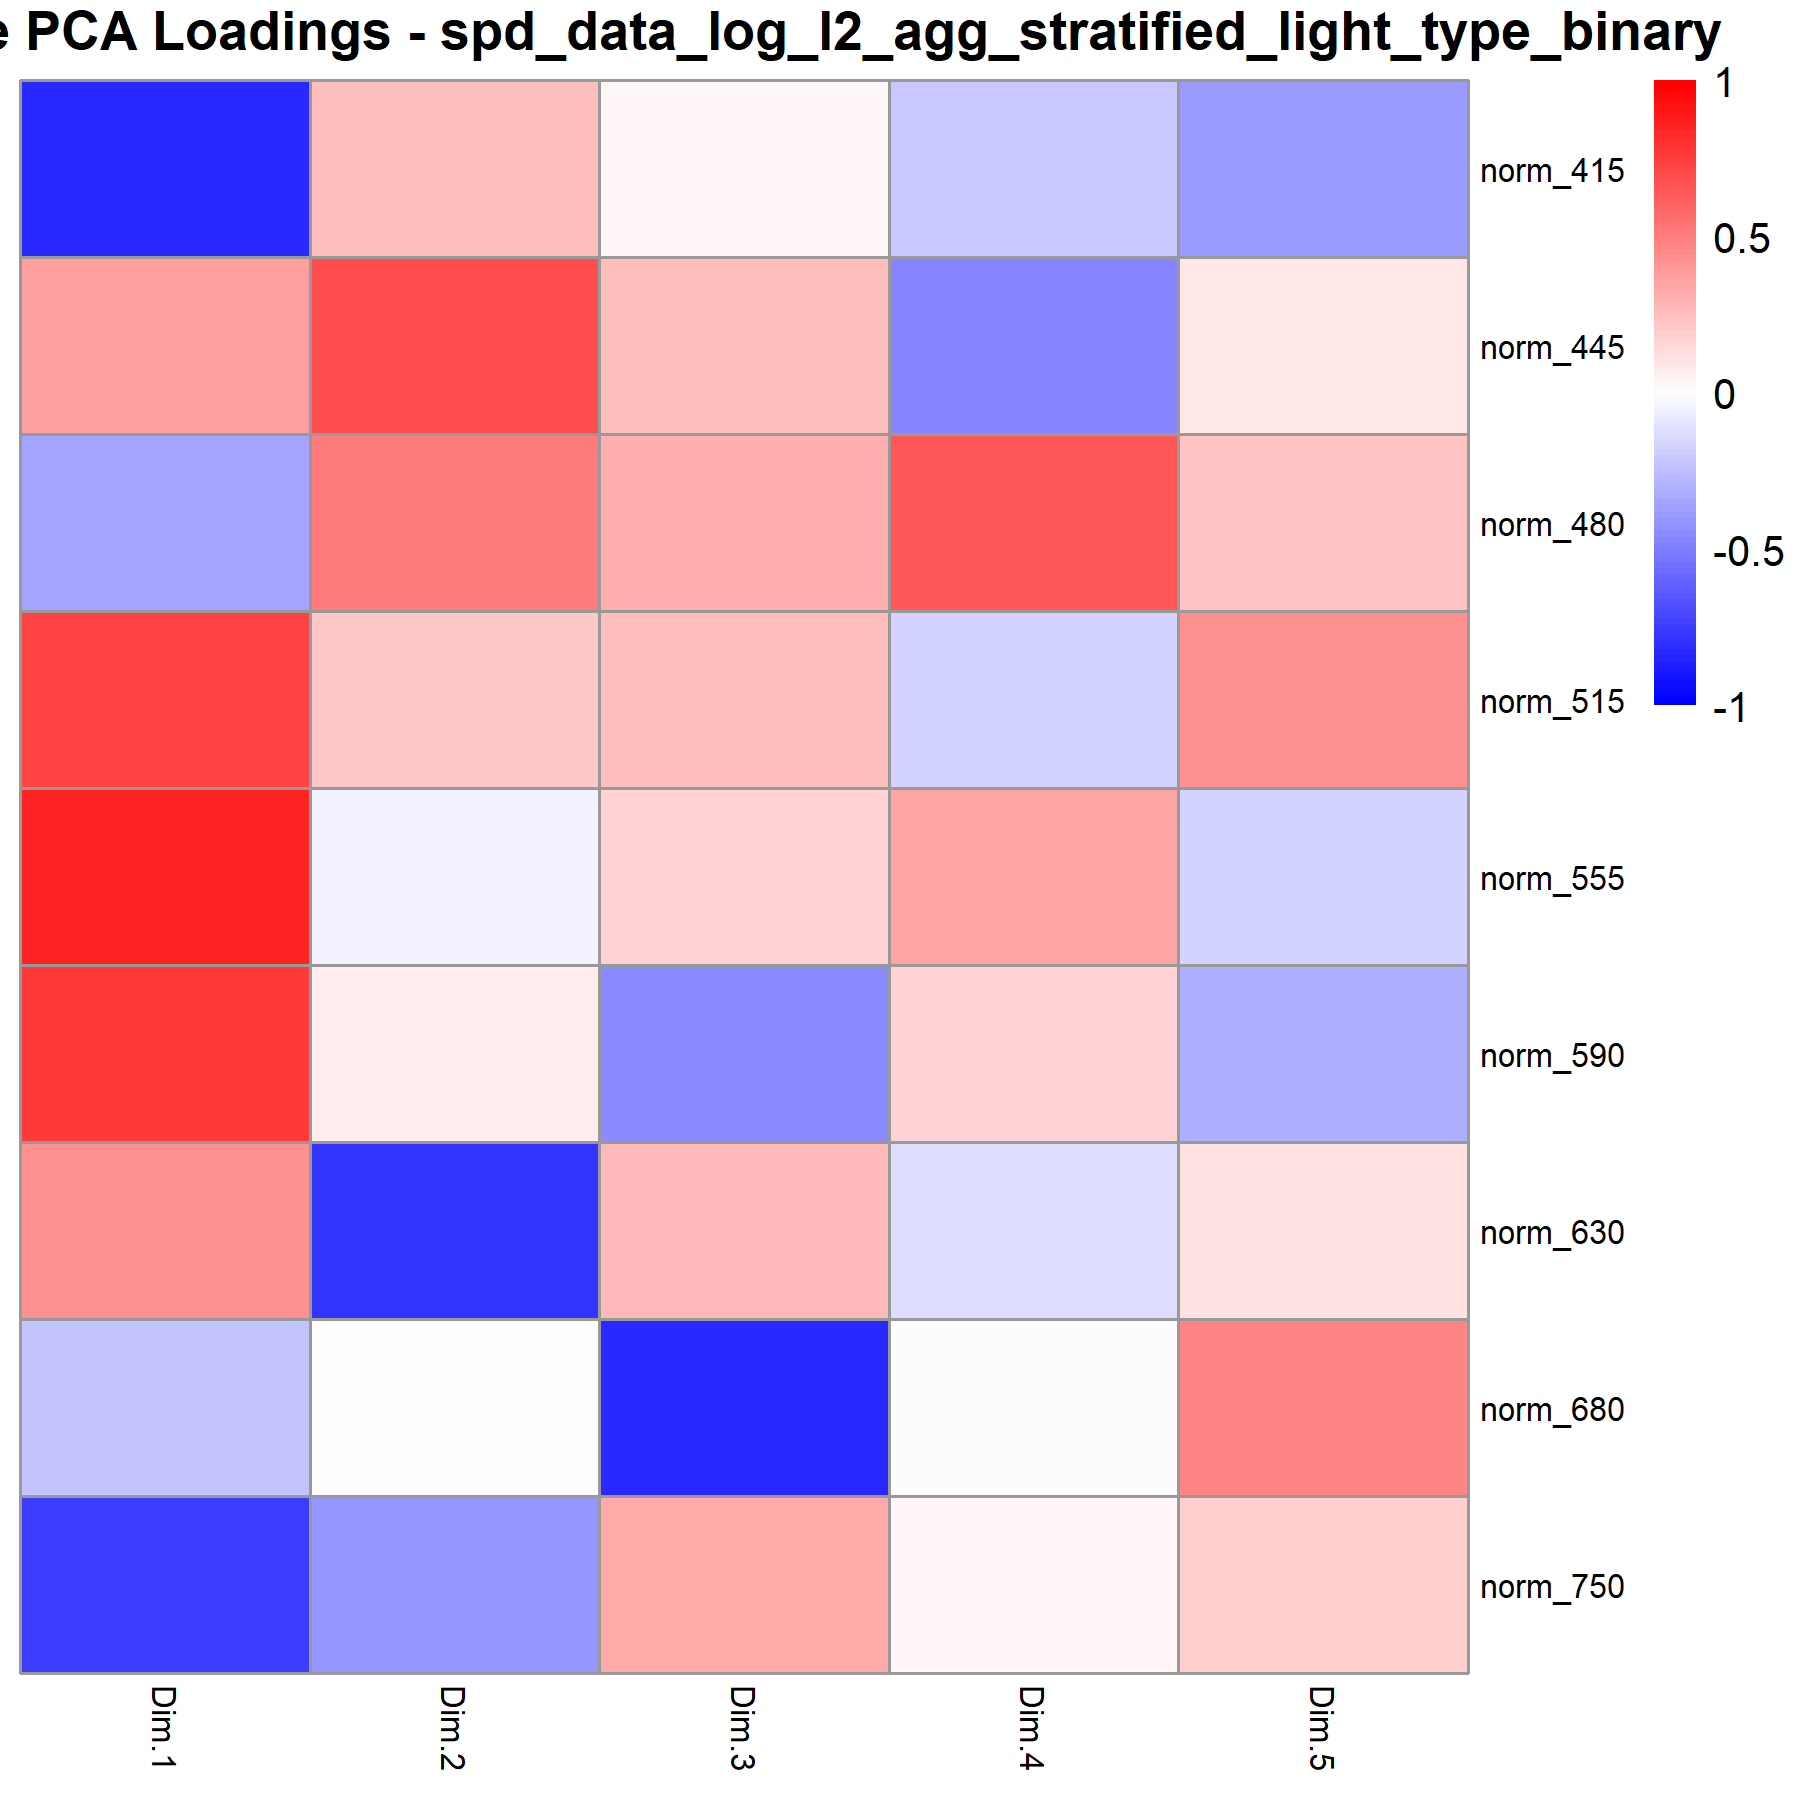 e PCA Loadings - spd_data_log_l2_agg_stratified_light_type_binary
1
0.5
0
-0.5
-1
norm_415
norm_445
norm_480
norm_515
norm_555
norm_590
norm_630
norm_680
norm_750
Dim.1
Dim.2
Dim.3
Dim.4
Dim.5